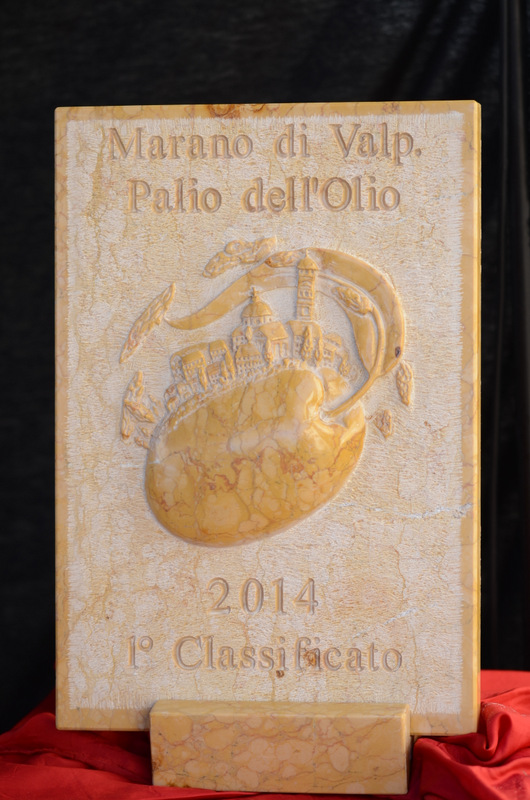 Marano di Valp.
Palio dell'Olio
2014
1° Classificato